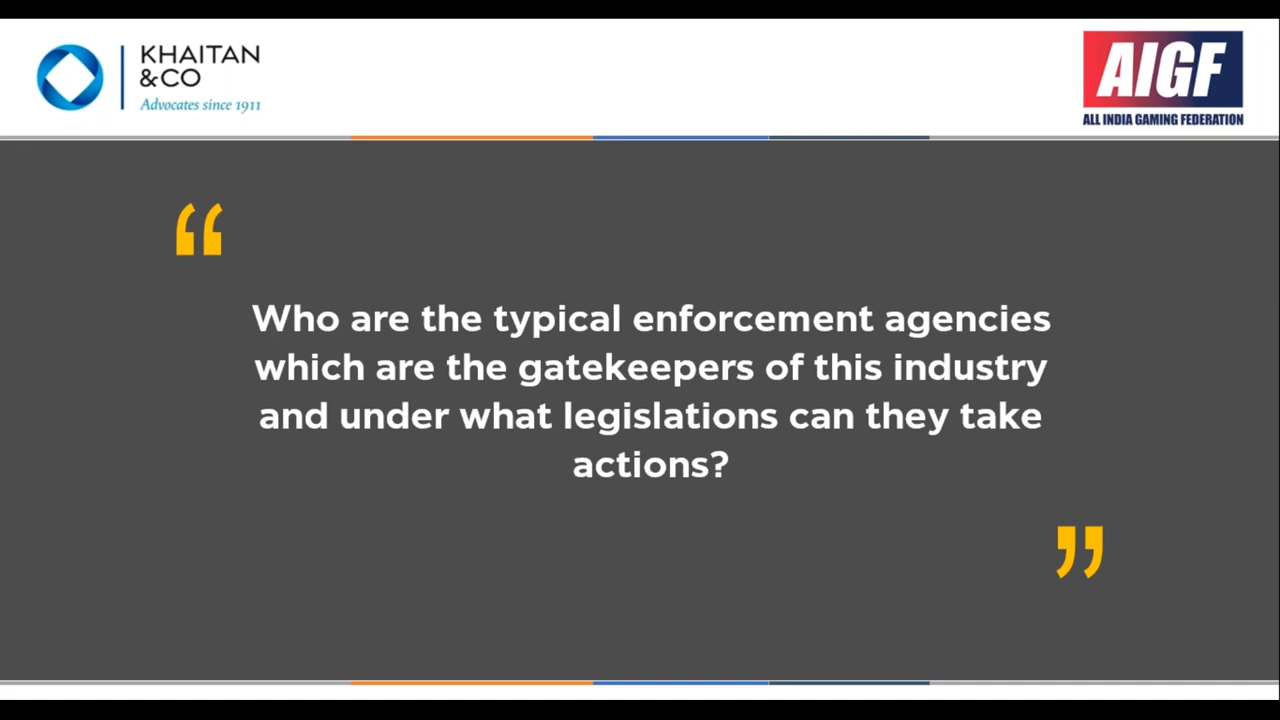 KHAITAN
&CO
Advocates since 1911
AIGF
ALL INDIA GAMING FEDERATION
“
Who are the typical enforcement agencies
which are the gatekeepers of this industry
and under what legislations can they take
actions?
”